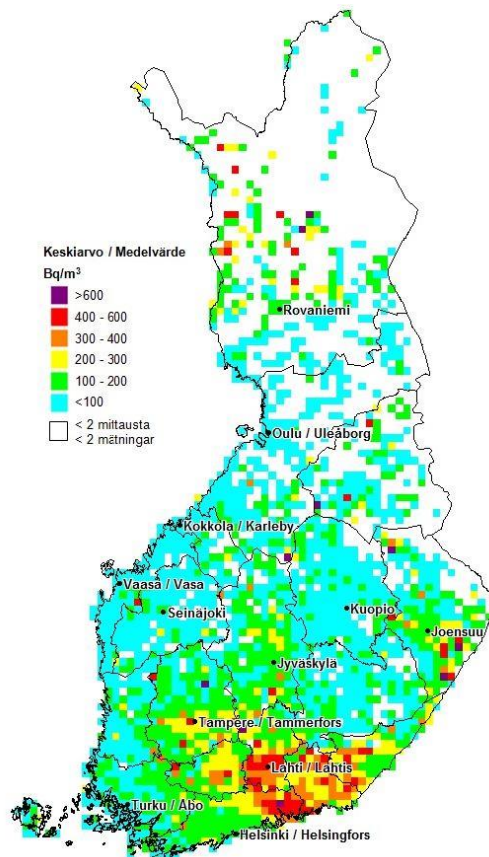 Keskiarvo / Medelvärde
Bq/m³
>600
400 - 600
300 - 400
200 - 300
100 - 200
<100
< 2 mittausta
< 2 mätningar
Rovaniemi
Oulu / Uleåborg
Kokkola / Karleby
Vaasa / Vasa
Seinäjoki
Kuopio
Joensuu
Jyväskylä
Tampere / Tammerfors
Lahti / Lahtis
Turku / Åbo
Helsinki / Helsingfors